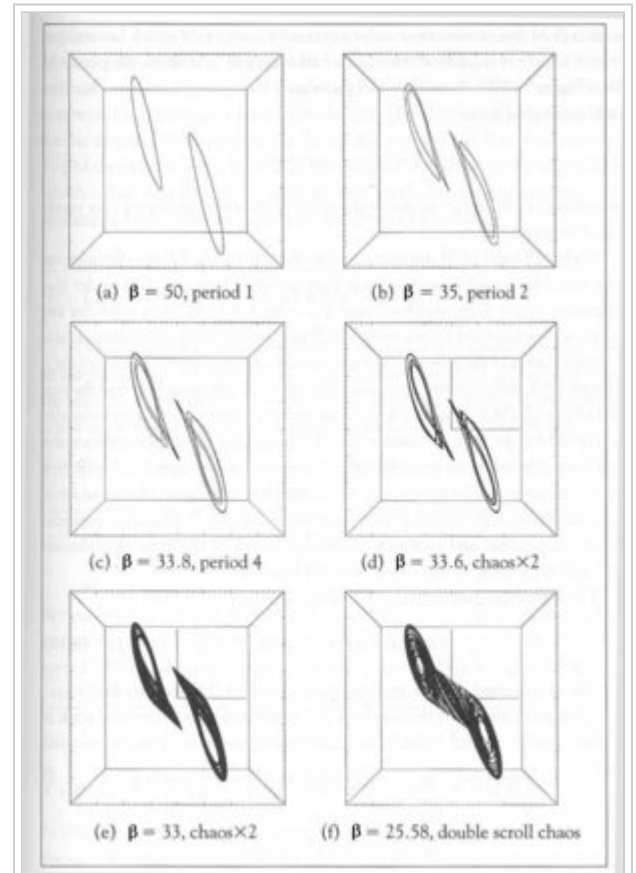 (a) β = 50, period 1
(b) β = 35, period 2
(c) β = 33.8, period 4
(d) β = 33.6, chaos×2
(e) β = 33, chaos×2
(f) β = 25.58, double scroll chaos